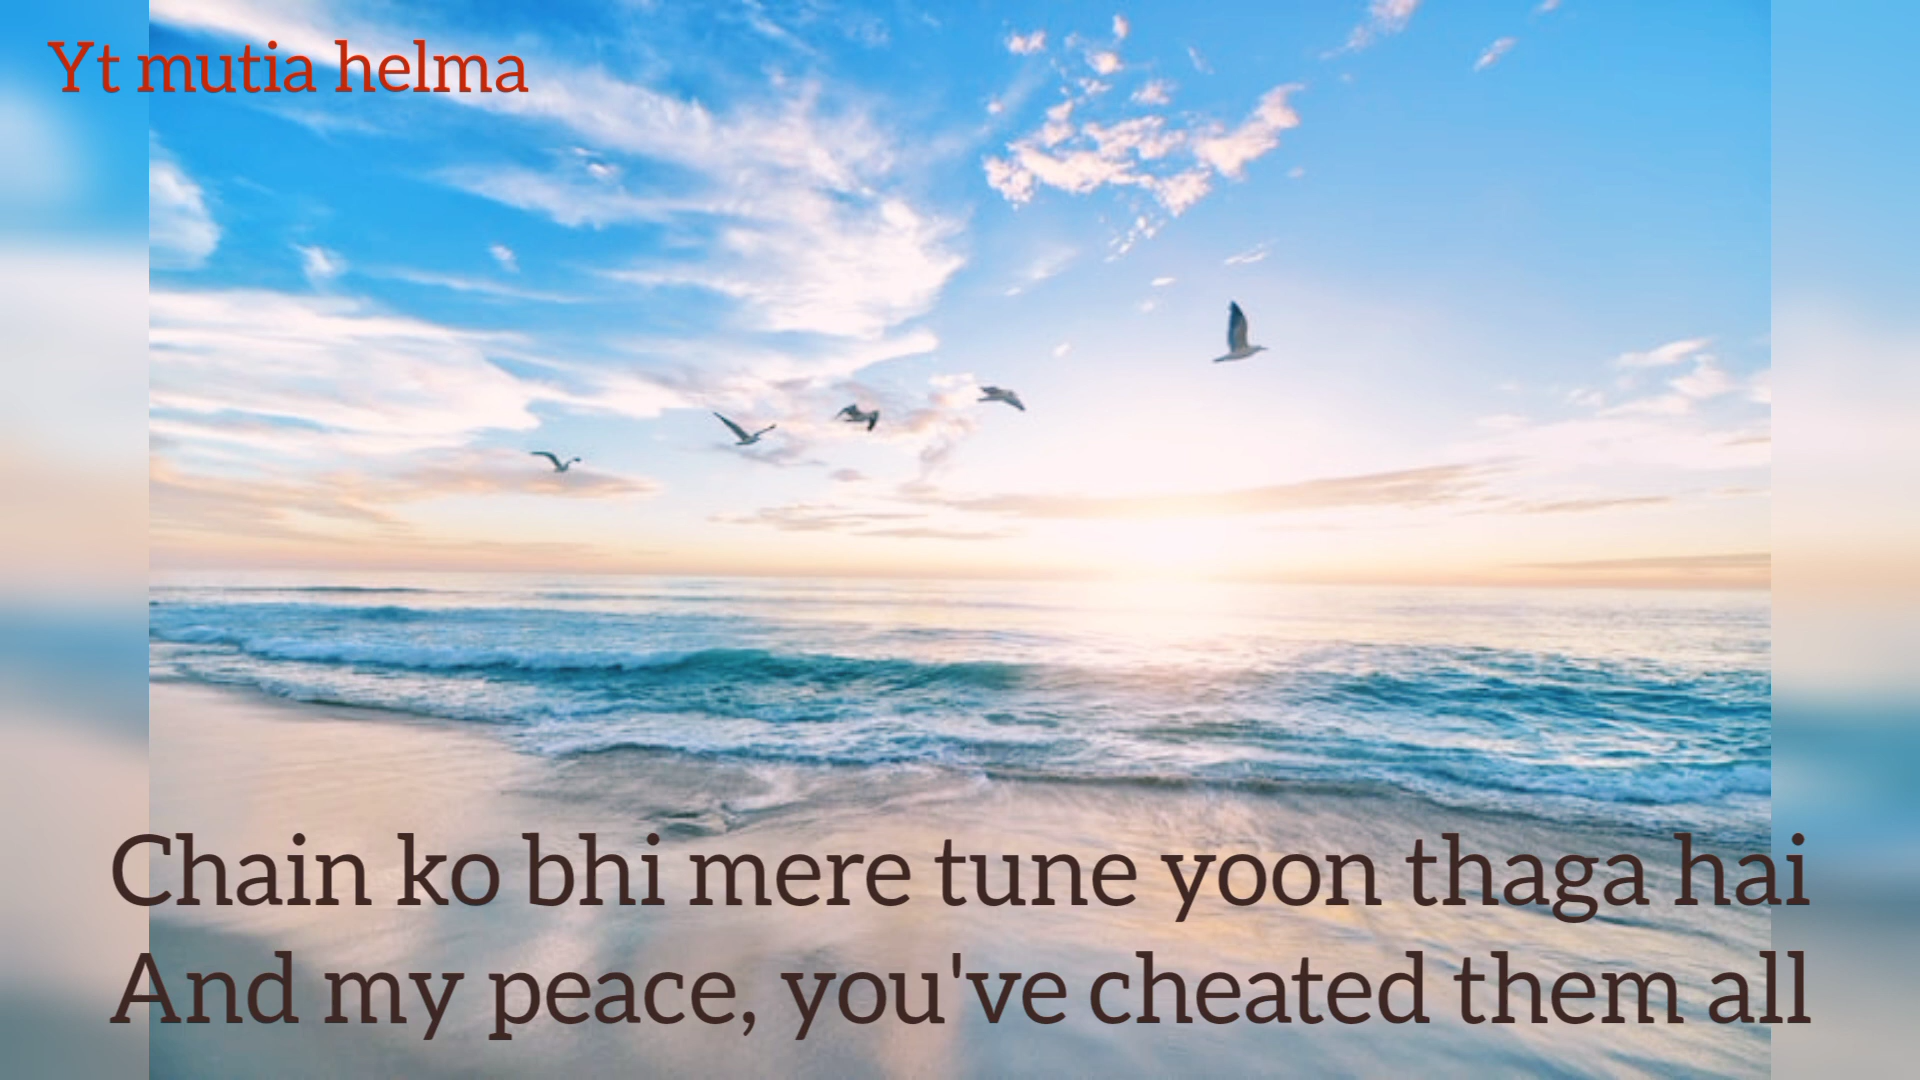 Yt mutia helma
Chain ko bhi mere tune yoon thaga hai
And my peace, you've cheated them all